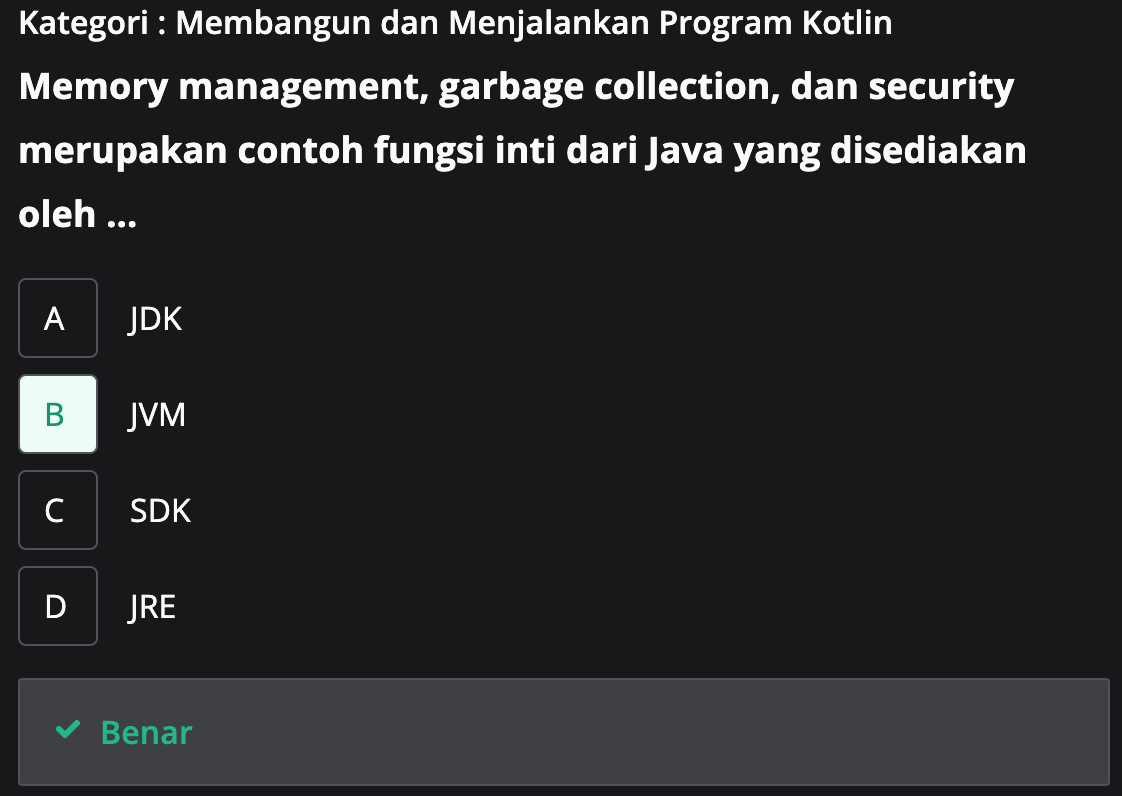 Kategori : Membangun dan Menjalankan Program Kotlin
Memory management, garbage collection, dan security
merupakan contoh fungsi inti dari Java yang disediakan
oleh ...
A JDK
B JVM
C SDK
D JRE
Benar